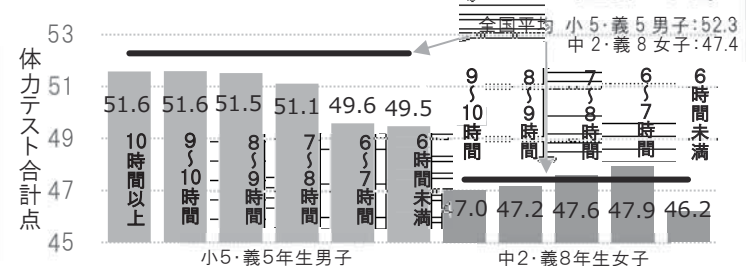 全国平均 小5・義5男子:52.3
中2・義8女子:47.4
体力テスト合計点
53
51
49
47
45
51.6 51.6 51.5 51.1 49.6 49.5
10時間以上
9〜10時間
8〜9時間
7〜8時間
6〜7時間
6時間未満
9〜10時間
8〜9時間
7〜8時間
6〜7時間
6時間未満
7.0 47.2 47.6 47.9 46.2
小5・義5年生男子
中2・義8年生女子